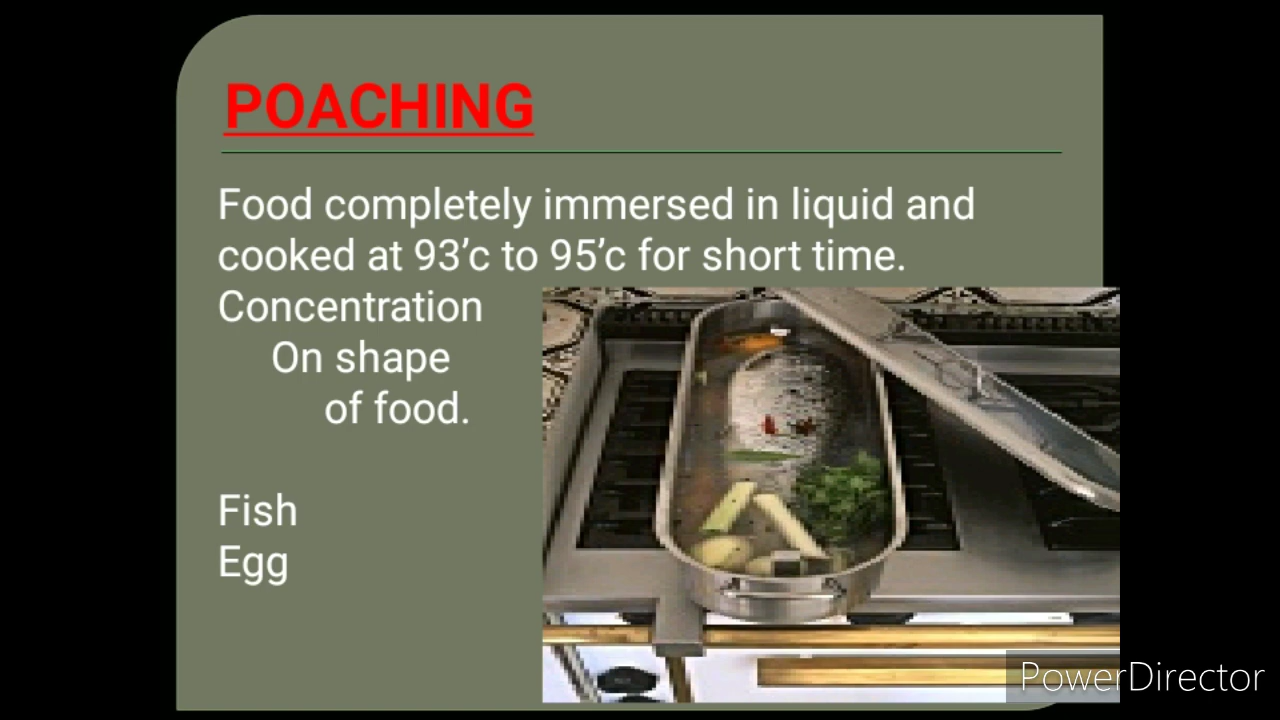 POACHING
Food completely immersed in liquid and
cooked at 93’c to 95’c for short time.
Concentration
On shape
of food.
Fish
Egg
PowerDirector